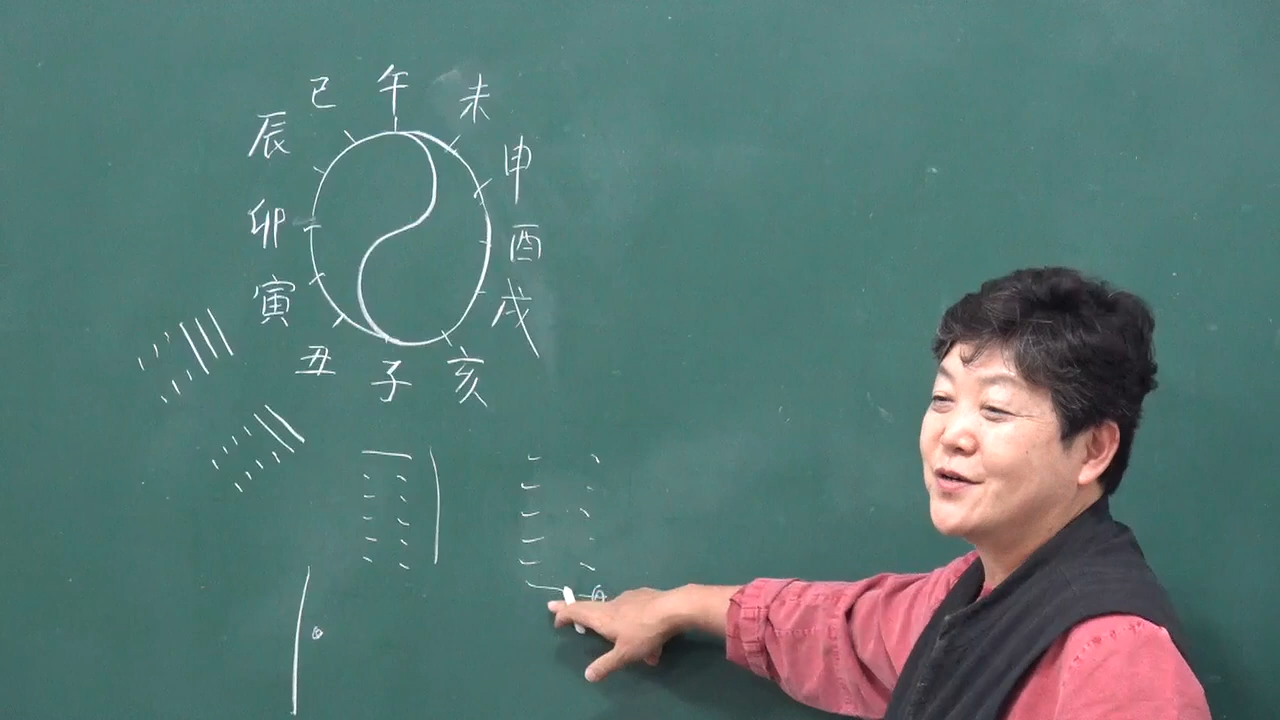 午
未
申
酉
戌
亥
子
丑
寅
卯
辰
巳